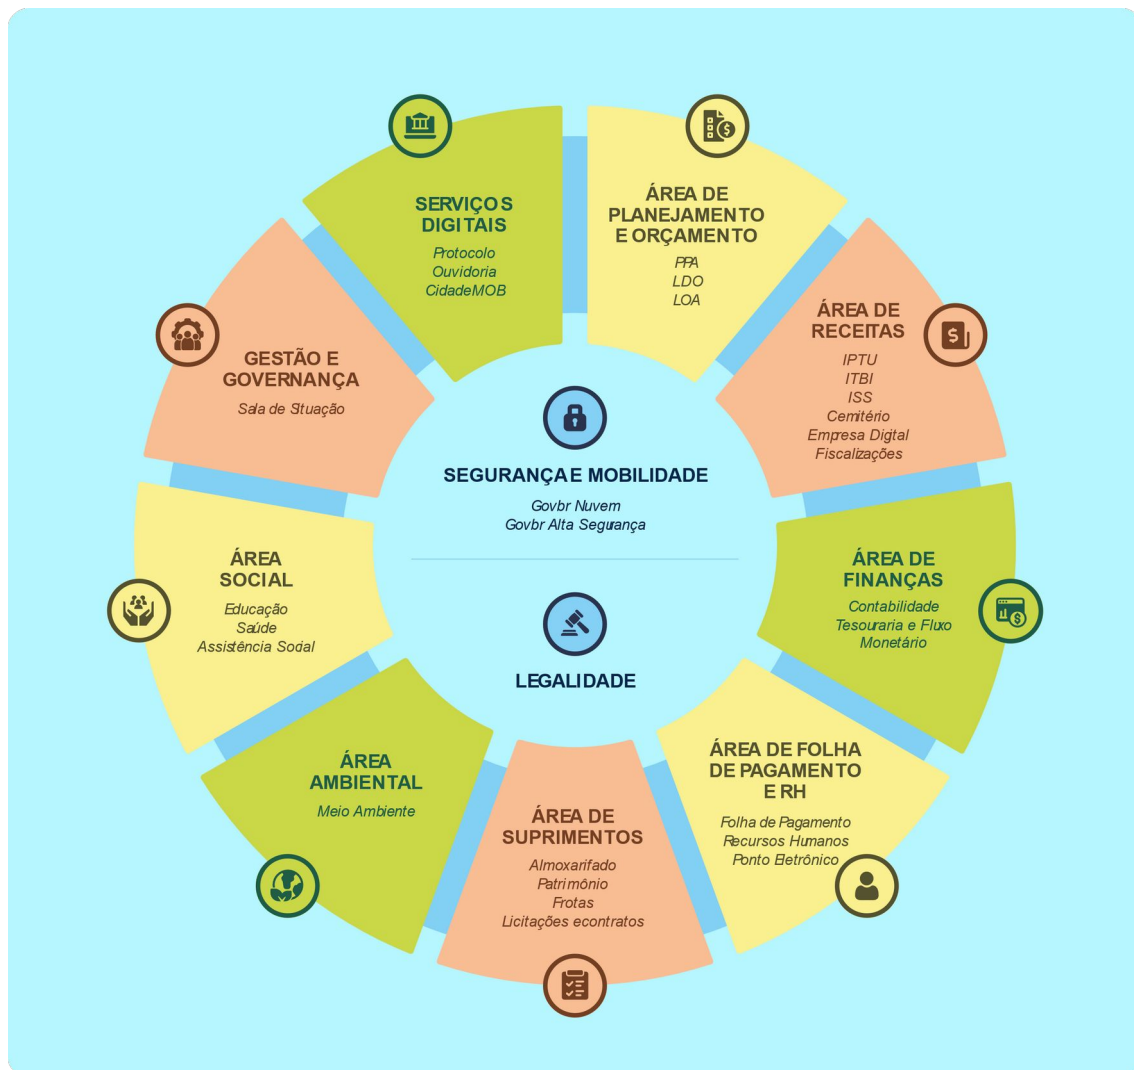 SERVIÇOS
DIGITAIS
Protocolo
Ouvidoria
CidadeMOB
ÁREA DE
PLANEJAMENTO
E ORÇAMENTO
PPA
LDO
LOA
ÁREA DE
RECEITAS
IPTU
ITBI
ISS
Cemitério
Empresa Digital
Fiscalizações
ÁREA DE
FINANÇAS
Contabilidade
Tesouraria e Fluxo
Monetário
ÁREA DE FOLHA
DE PAGAMENTO
E RH
Folha de Pagamento
Recursos Humanos
Ponto Eletrônico
ÁREA DE
SUPRIMENTOS
Almoxarifado
Patrimônio
Frotas
Licitações econtratos
ÁREA
AMBIENTAL
Meio Ambiente
ÁREA
SOCIAL
Educação
Saúde
Assistência Social
GESTÃO E
GOVERNANÇA
Sala de Situação
SEGURANÇA E MOBILIDADE
Govbr Nuvem
Govbr Alta Segurança
LEGALIDADE